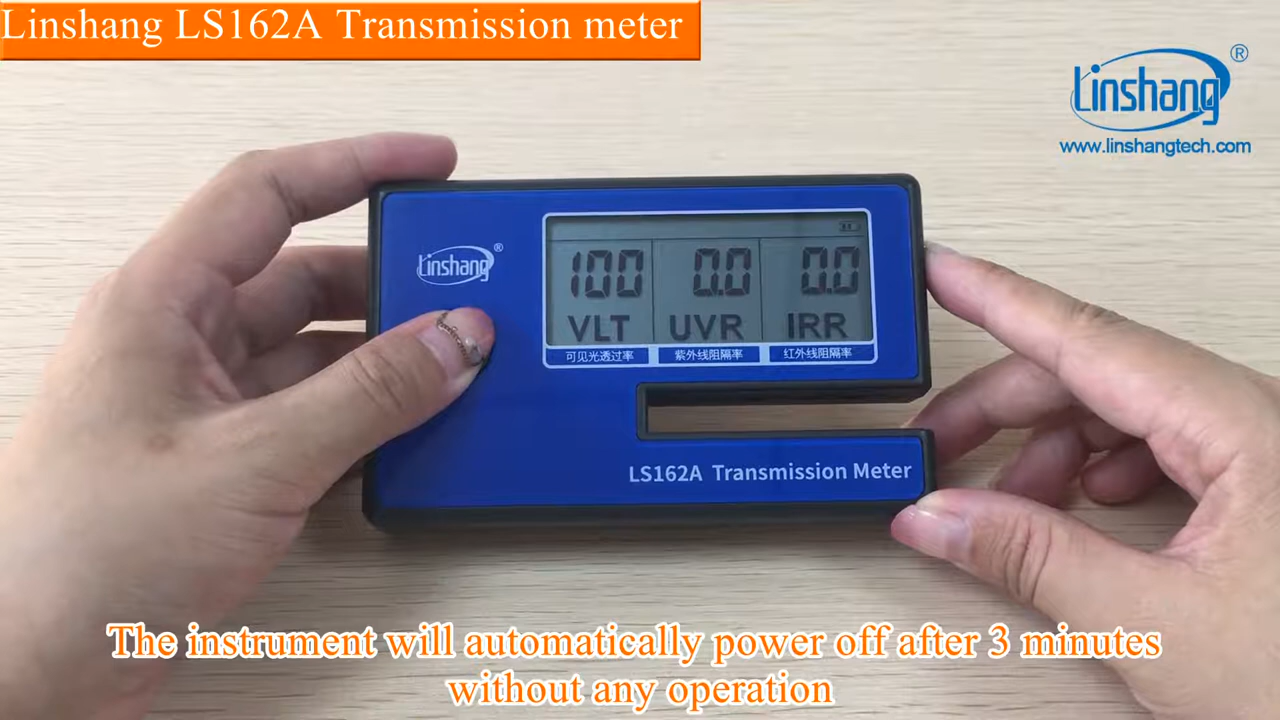 Linshang LS162A Transmission meter
Linshang®
www.linshangtech.com
Linshang®
100 0.0 0.0
VLT UVR IRR
可见光透过率 紫外线阻隔率 红外线阻隔率
LS162A Transmission Meter
The instrument will automatically power off after 3 minutes
without any operation